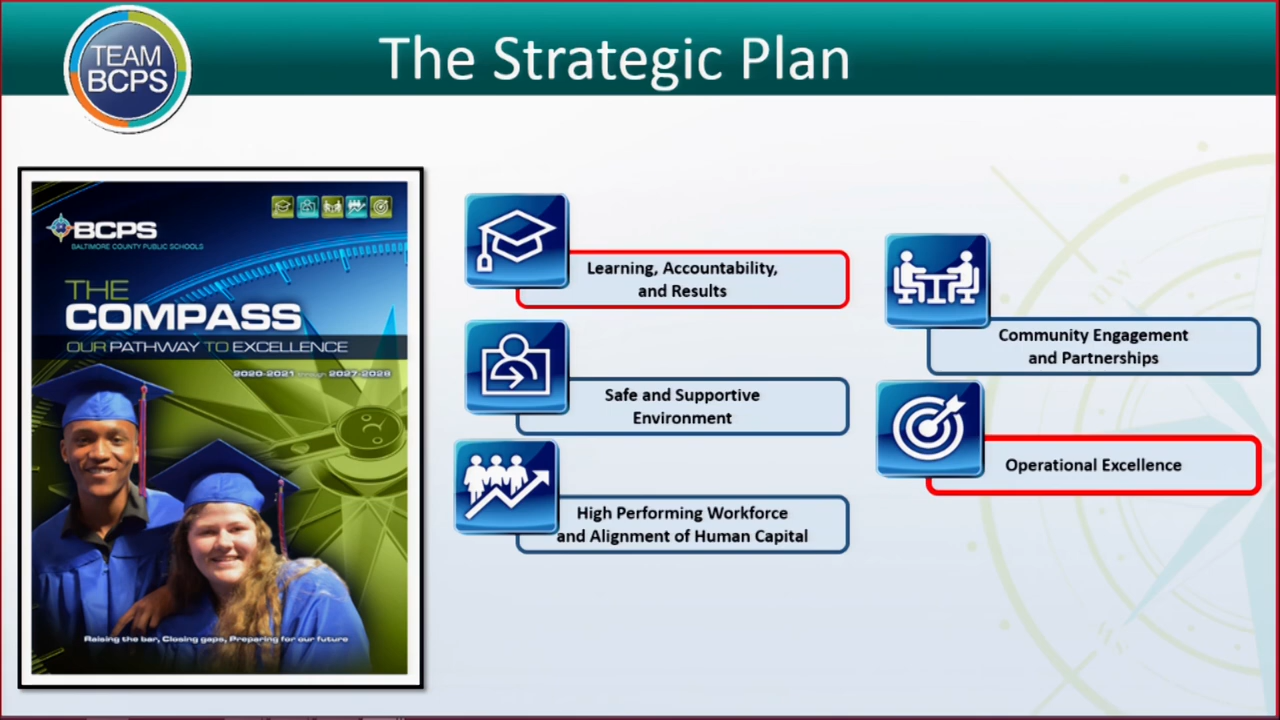 TEAM
BCPS
The Strategic Plan
BCPS
BALTIMORE COUNTY PUBLIC SCHOOLS
THE
COMPASS
OUR PATHWAY TO EXCELLENCE
2020-2021 through 2027-2028
Raising the bar, Closing gaps, Preparing for our future
Learning, Accountability,
and Results
Safe and Supportive
Environment
High Performing Workforce
and Alignment of Human Capital
Community Engagement
and Partnerships
Operational Excellence